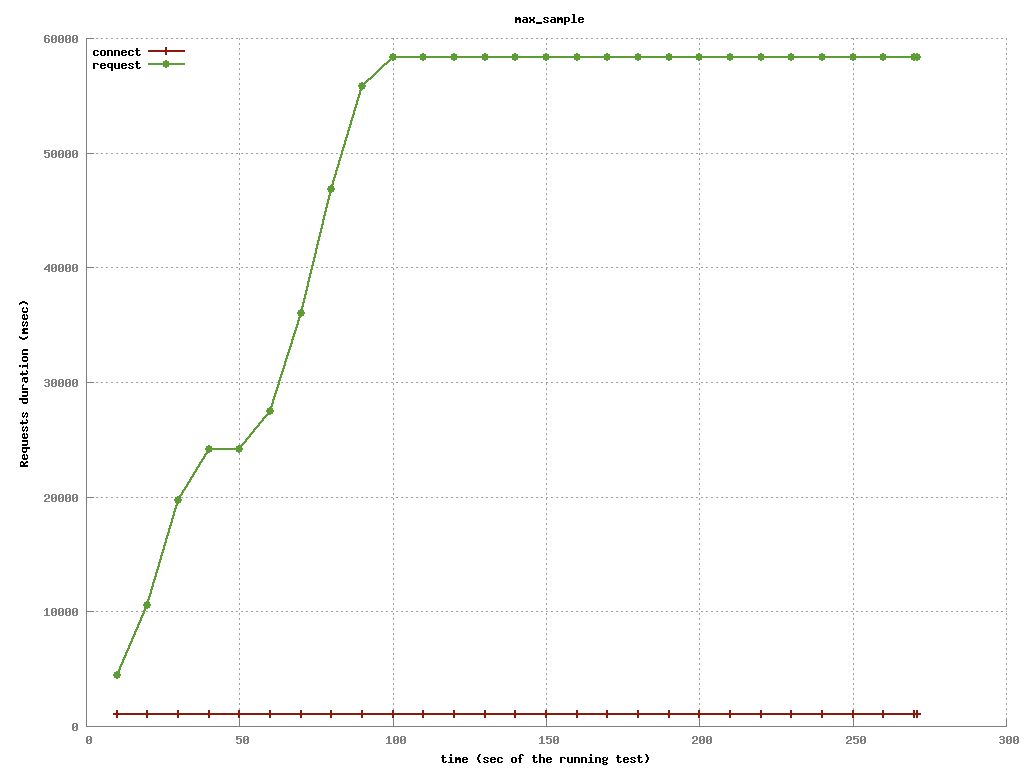 max_sample
connect
request
60000
50000
40000
30000
20000
10000
0
Requests duration (msec)
0 50 100 150 200 250 300
time (sec of the running test)